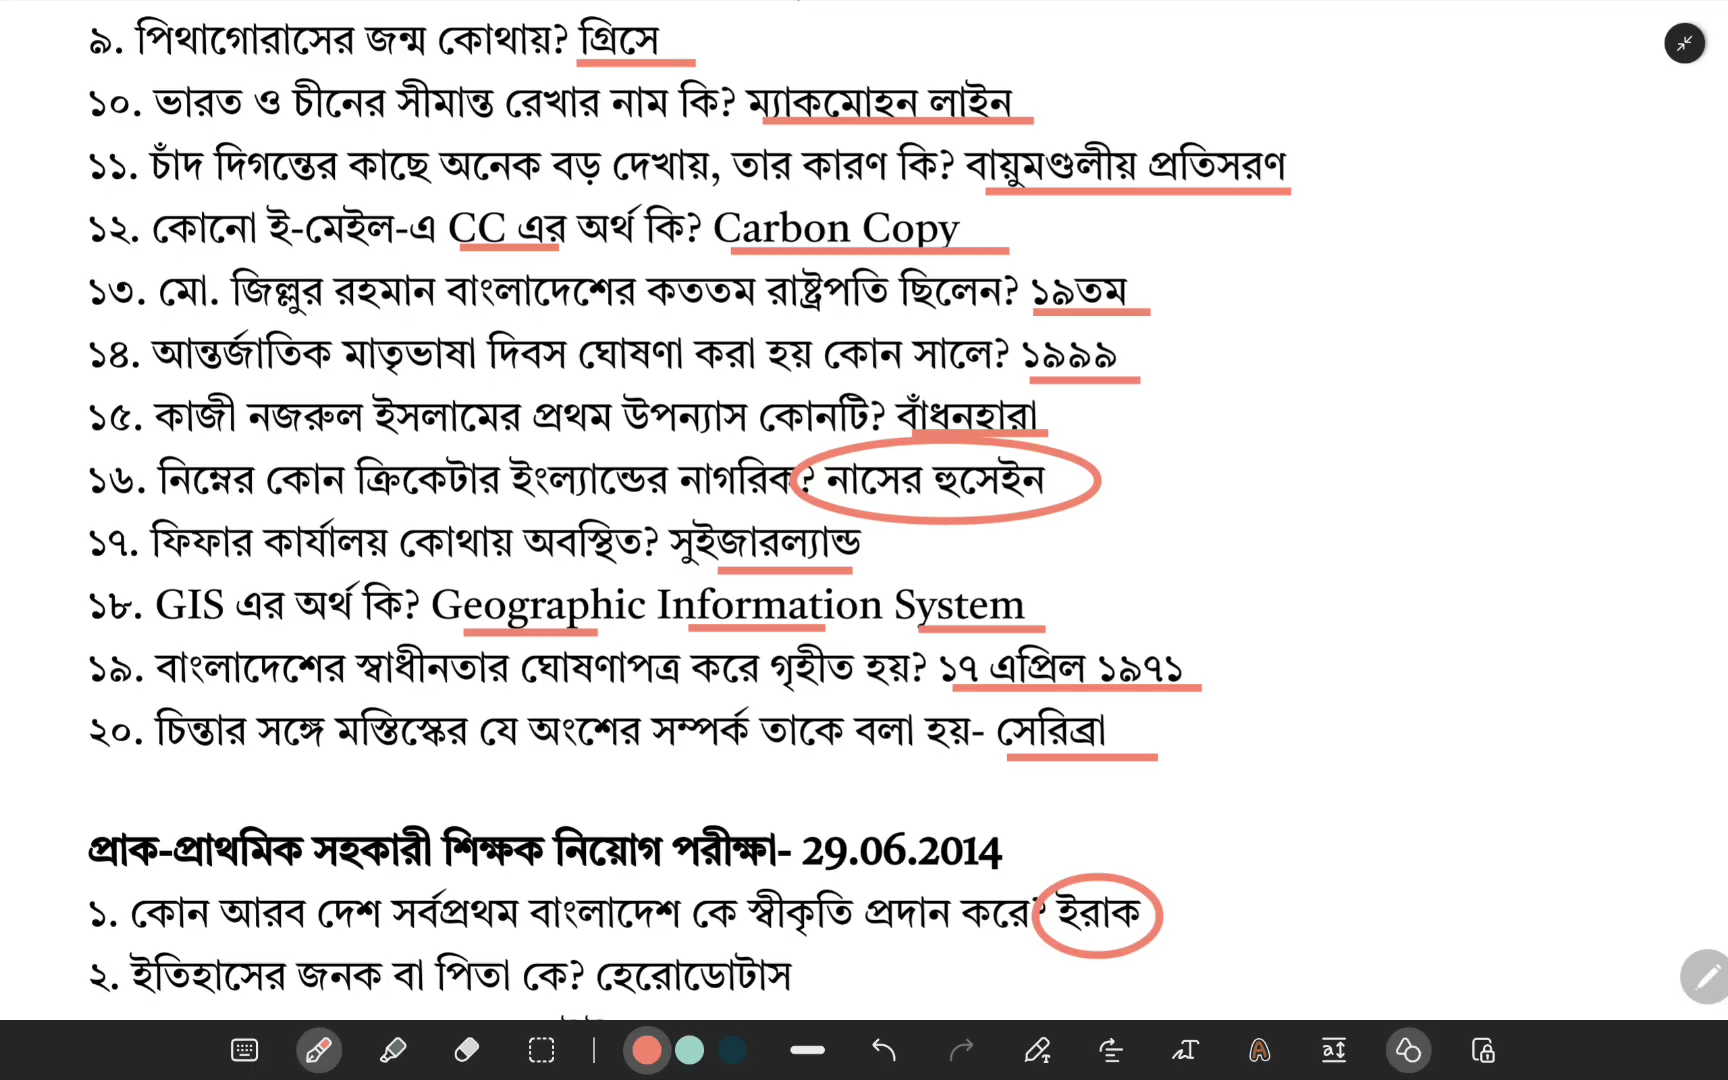 ৯. পিথাগোরাসের জন্ম কোথায়? গ্রিসে
১০. ভারত ও চীনের সীমান্ত রেখার নাম কি? ম্যাকমোহন লাইন
১১. চাঁদ দিগন্তের কাছে অনেক বড় দেখায়, তার কারণ কি? বায়ুমণ্ডলীয় প্রতিসরণ
১২. কোনো ই-মেইল-এ CC এর অর্থ কি? Carbon Copy
১৩. মো. জিল্লুর রহমান বাংলাদেশের কততম রাষ্ট্রপতি ছিলেন? ১৯তম
১৪. আন্তর্জাতিক মাতৃভাষা দিবস ঘোষণা করা হয় কোন সালে? ১৯৯৯
১৫. কাজী নজরুল ইসলামের প্রথম উপন্যাস কোনটি? বাঁধনহারা
১৬. নিম্নের কোন ক্রিকেটার ইংল্যান্ডের নাগরিক? নাসের হুসেইন
১৭. ফিফার কার্যালয় কোথায় অবস্থিত? সুইজারল্যান্ড
১৮. GIS এর অর্থ কি? Geographic Information System
১৯. বাংলাদেশের স্বাধীনতার ঘোষণাপত্র করে গৃহীত হয়? ১৭ এপ্রিল ১৯৭১
২০. চিন্তার সঙ্গে মস্তিস্কের যে অংশের সম্পর্ক তাকে বলা হয়- সেরিব্রা
প্রাক-প্রাথমিক সহকারী শিক্ষক নিয়োগ পরীক্ষা- 29.06.2014
১. কোন আরব দেশ সর্বপ্রথম বাংলাদেশ কে স্বীকৃতি প্রদান করে? ইরাক
২. ইতিহাসের জনক বা পিতা কে? হেরোডোটাস